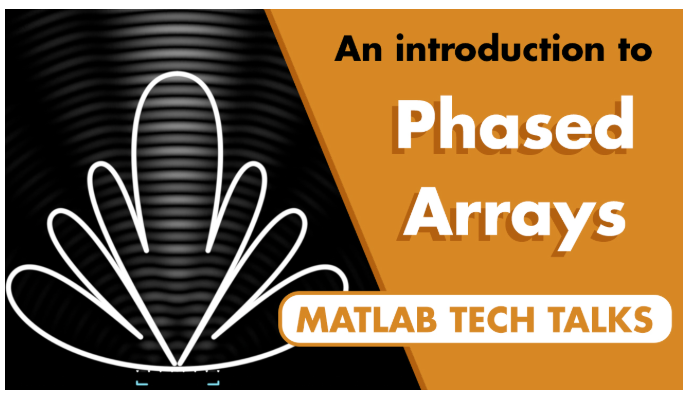 An introduction to
Phased
Arrays
MATLAB TECH TALKS